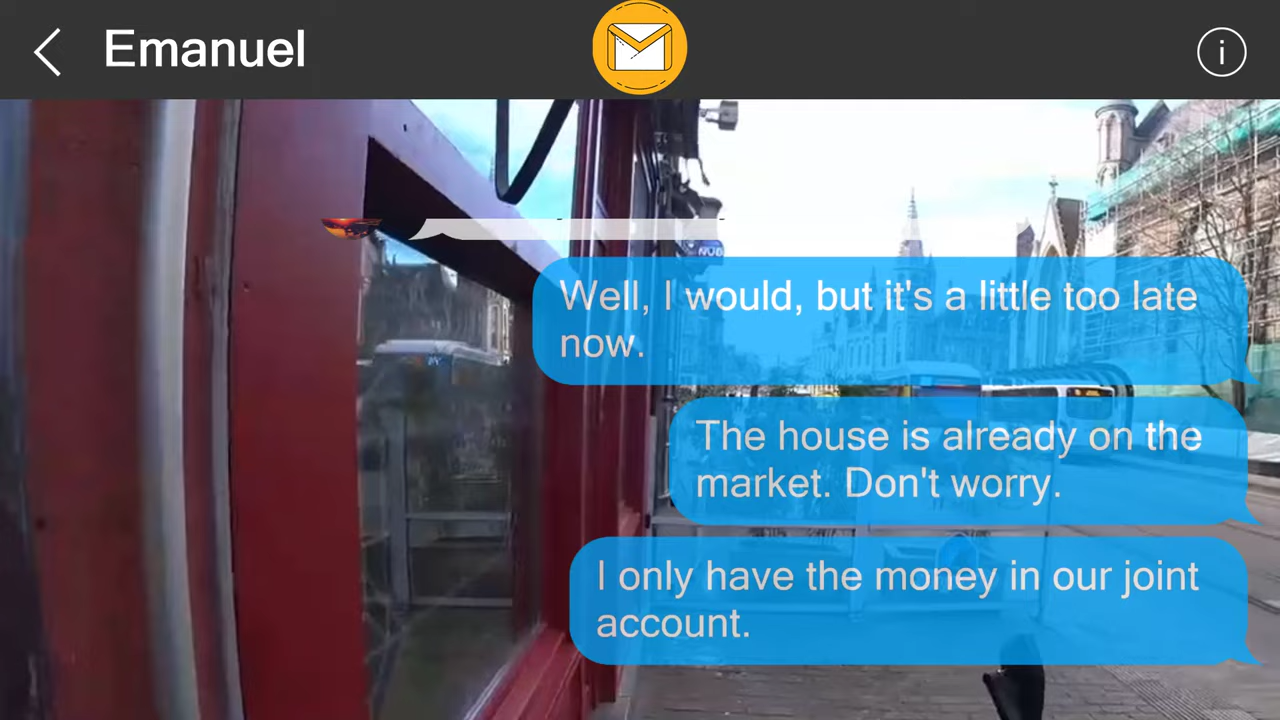 Emanuel
Well, I would, but it's a little too late
now.
The house is already on the
market. Don't worry.
I only have the money in our joint
account.